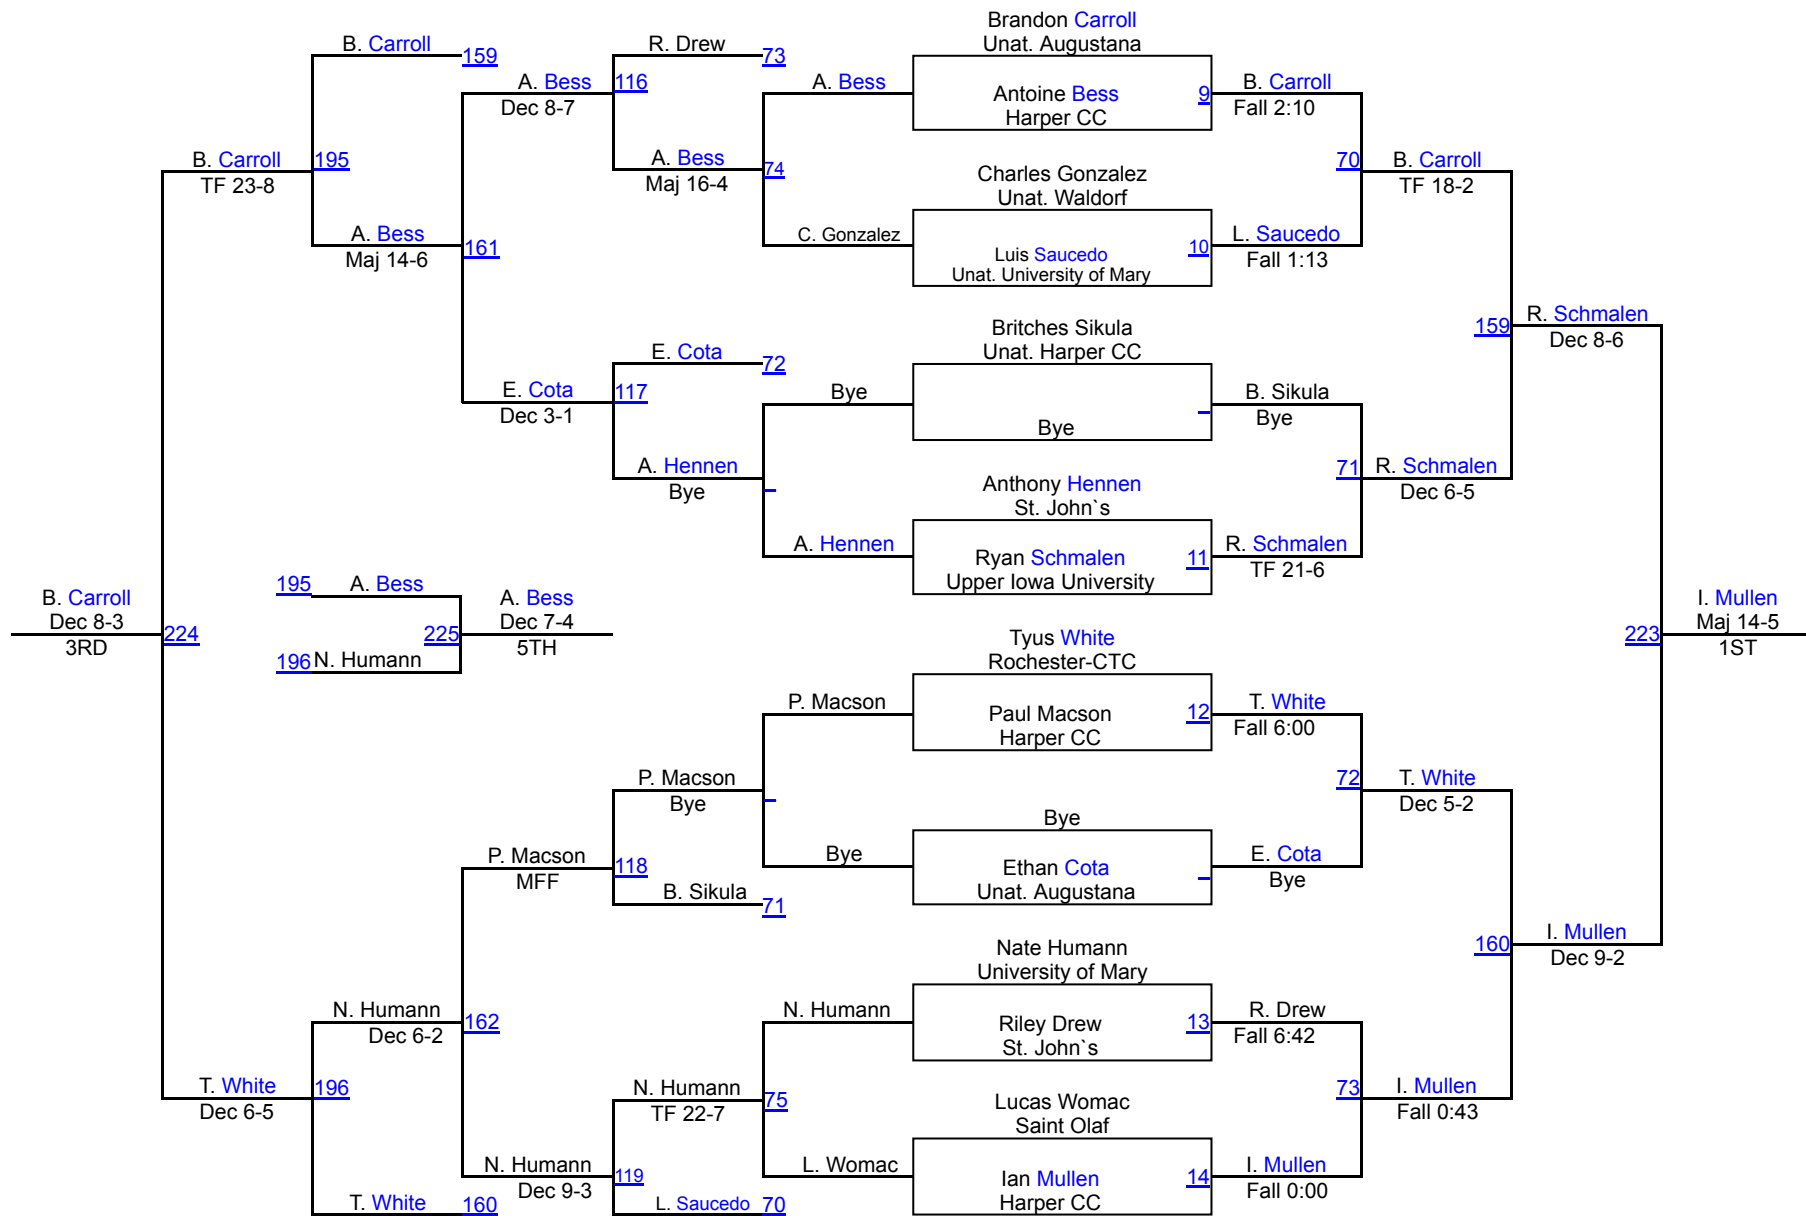 Brandon Carroll
Unat. Augustana
B. Carroll
159
R. Drew
73
A. Bess
116
Dec 8-7
A. Bess
Antoine Bess
Harper CC
9
B. Carroll
Fall 2:10
B. Carroll
TF 23-8
195
A. Bess
Maj 16-4
74
Charles Gonzalez
Unat. Waldorf
70
B. Carroll
TF 18-2
A. Bess
Maj 14-6
161
C. Gonzalez
Luis Saucedo
Unat. University of Mary
10
L. Saucedo
Fall 1:13
Britches Sikula
Unat. Harper CC
159
R. Schmalen
Dec 8-6
E. Cota
72
E. Cota
Dec 3-1
117
Bye
Bye
B. Sikula
Bye
A. Hennen
Bye
Anthony Hennen
St. John`s
71
R. Schmalen
Dec 6-5
A. Hennen
Ryan Schmalen
Upper Iowa University
11
R. Schmalen
TF 21-6
B. Carroll
Dec 8-3
3RD
224
195
A. Bess
196
N. Humann
225
A. Bess
Dec 7-4
5TH
Tyus White
Rochester-CTC
223
I. Mullen
Maj 14-5
1ST
P. Macson
Paul Macson
Harper CC
12
T. White
Fall 6:00
P. Macson
Bye
72
T. White
Dec 5-2
Bye
P. Macson
MFF
118
B. Sikula
71
Bye
Ethan Cota
Unat. Augustana
E. Cota
Bye
Nate Humann
University of Mary
160
I. Mullen
Dec 9-2
N. Humann
Dec 6-2
162
N. Humann
Riley Drew
St. John`s
13
R. Drew
Fall 6:42
T. White
Dec 6-5
196
N. Humann
TF 22-7
75
Lucas Womac
Saint Olaf
73
I. Mullen
Fall 0:43
N. Humann
Dec 9-3
119
L. Womac
Ian Mullen
Harper CC
14
I. Mullen
Fall 0:00
T. White
160
L. Saucedo
70